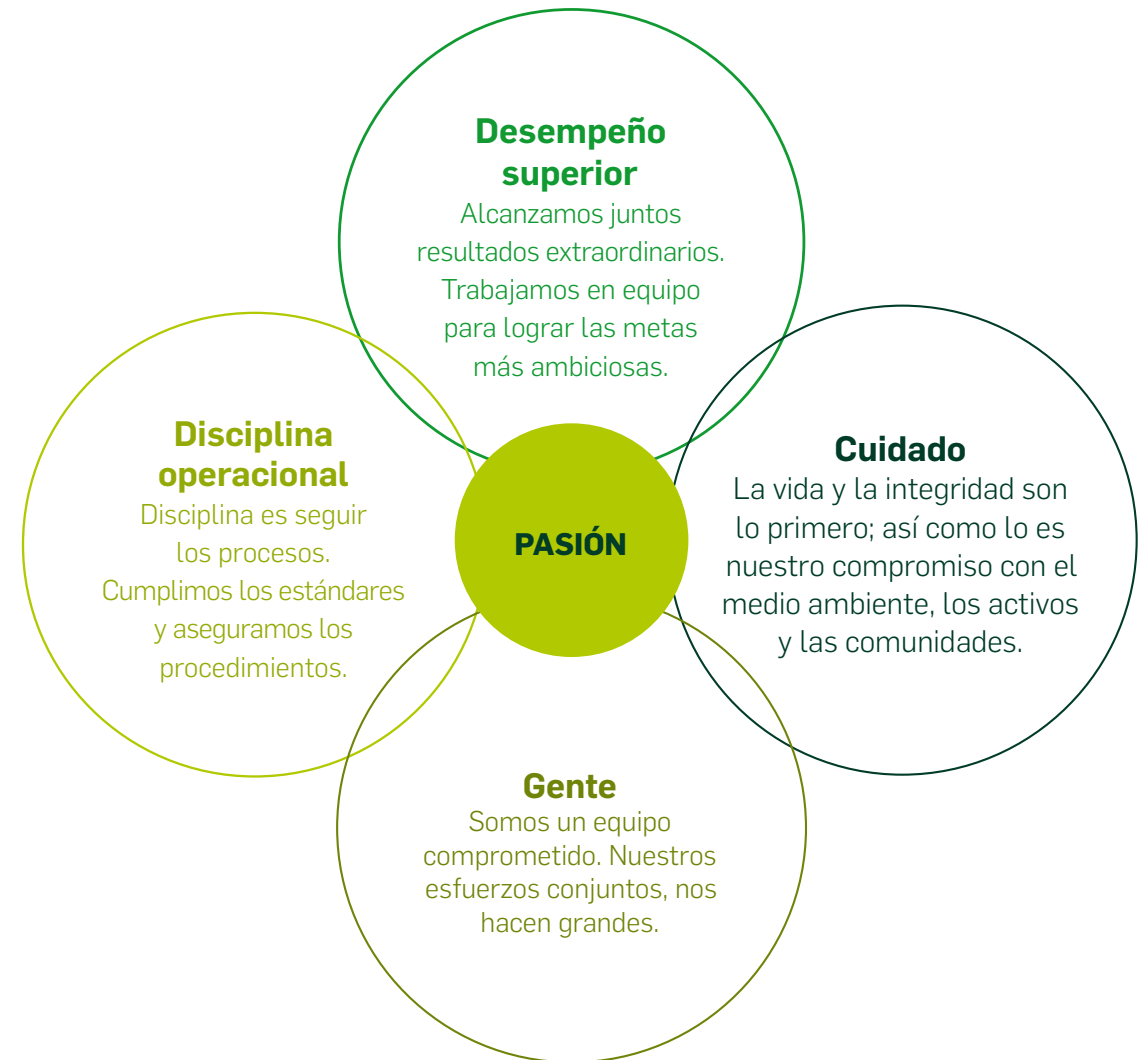 Desempeño
superior
Alcanzamos juntos
resultados extraordinarios.
Trabajamos en equipo
para lograr las metas
más ambiciosas.
Disciplina
operacional
Disciplina es seguir
los procesos.
Cumplimos los estándares
y aseguramos los
procedimientos.
PASIÓN
Cuidado
La vida y la integridad son
lo primero; así como lo es
nuestro compromiso con el
medio ambiente, los activos
y las comunidades.
Gente
Somos un equipo
comprometido. Nuestros
esfuerzos conjuntos, nos
hacen grandes.